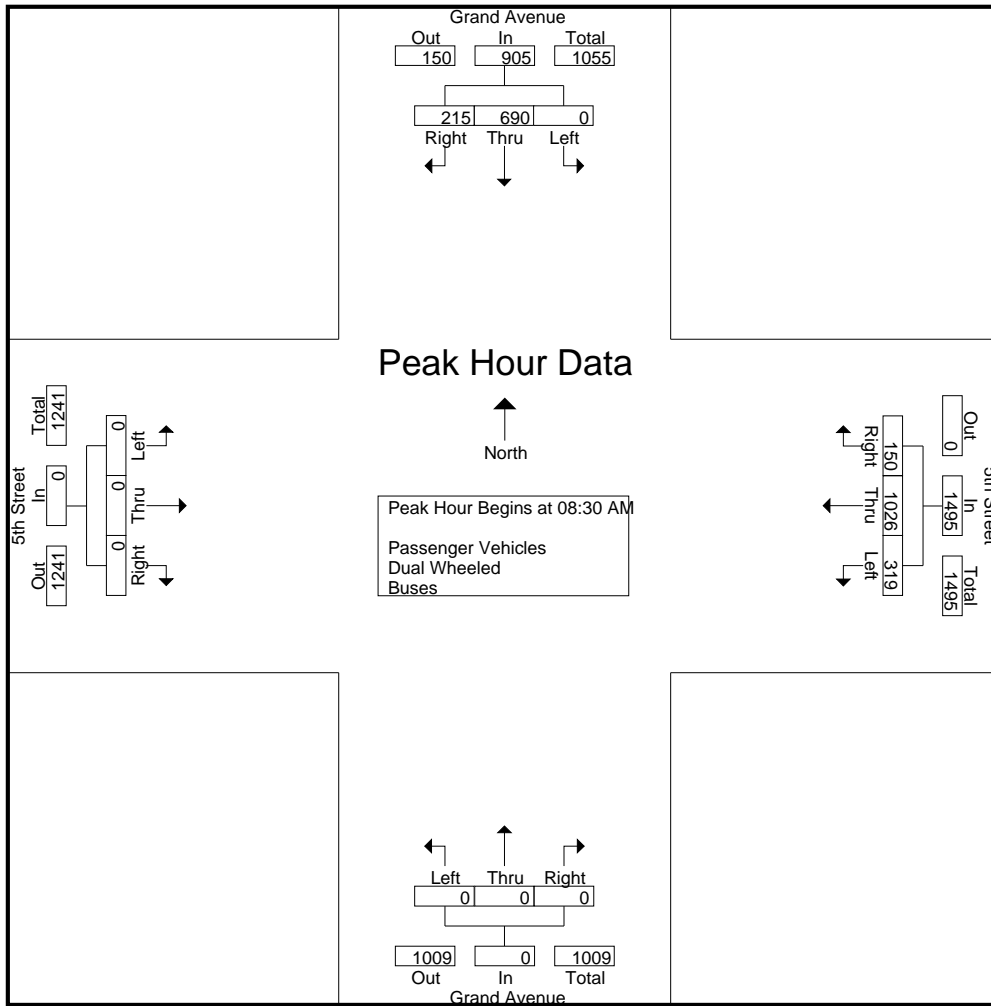 Grand Avenue
Out In Total
150 905 1055
215 690 0
Right Thru Left
Peak Hour Data
North
Peak Hour Begins at 08:30 AM
Passenger Vehicles
Dual Wheeled
Buses
5th Street
Out In Total
1241 0 1241
Left Thru Right
0 0 0
5th Street
Out In Total
0 1495 1495
Right Thru Left
150 1026 319
Left Thru Right
0 0 0
1009 0 1009
Out In Total
Grand Avenue